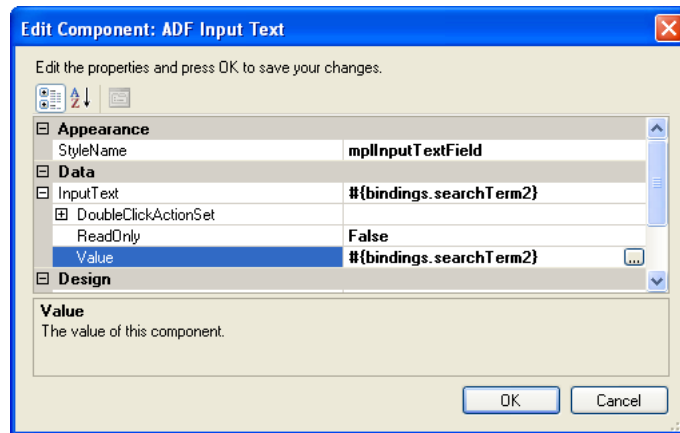 Edit Component: ADF Input Text
Edit the properties and press OK to save your changes.
Appearance
StyleName mplInputTextField
Data
InputText #{bindings.searchTerm2}
DoubleClickActionSet
ReadOnly False
Value #{bindings.searchTerm2} ...
Design
Value
The value of this component.
OK Cancel